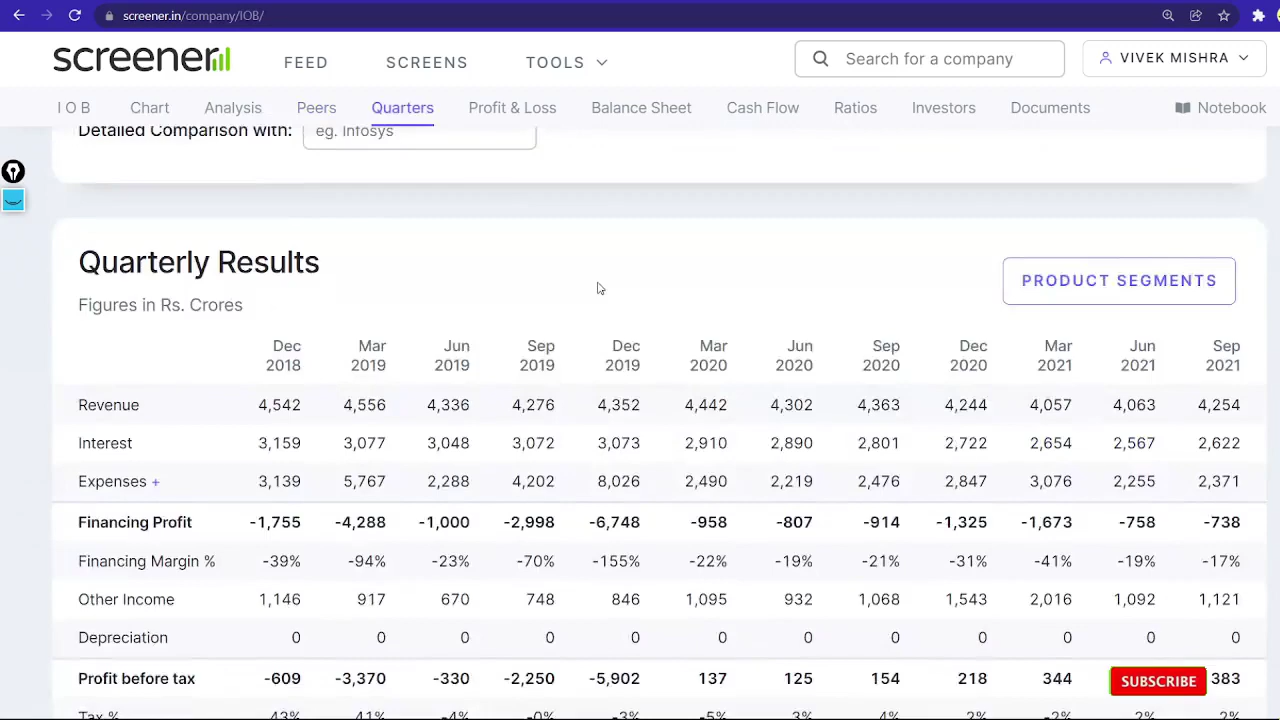 screener.in/company/IOB/
screener FEED SCREENS TOOLS Search for a company VIVEK MISHRA
I O B Chart Analysis Peers Quarters Profit & Loss Balance Sheet Cash Flow Ratios Investors Documents Notebook
Detailed Comparison with: eg. Infosys
Quarterly Results
PRODUCT SEGMENTS
Figures in Rs. Crores
Dec Mar Jun Sep Dec Mar Jun Sep Dec Mar Jun Sep
2018 2019 2019 2019 2019 2020 2020 2020 2020 2021 2021 2021
Revenue 4,542 4,556 4,336 4,276 4,352 4,442 4,302 4,363 4,244 4,057 4,063 4,254
Interest 3,159 3,077 3,048 3,072 3,073 2,910 2,890 2,801 2,722 2,654 2,567 2,622
Expenses + 3,139 5,767 2,288 4,202 8,026 2,490 2,219 2,476 2,847 3,076 2,255 2,371
Financing Profit -1,755 -4,288 -1,000 -2,998 -6,748 -958 -807 -914 -1,325 -1,673 -758 -738
Financing Margin % -39% -94% -23% -70% -155% -22% -19% -21% -31% -41% -19% -17%
Other Income 1,146 917 670 748 846 1,095 932 1,068 1,543 2,016 1,092 1,121
Depreciation 0 0 0 0 0 0 0 0 0 0 0 0
Profit before tax -609 -3,370 -330 -2,250 -5,902 137 125 154 218 344 383
SUBSCRIBE
Tax %